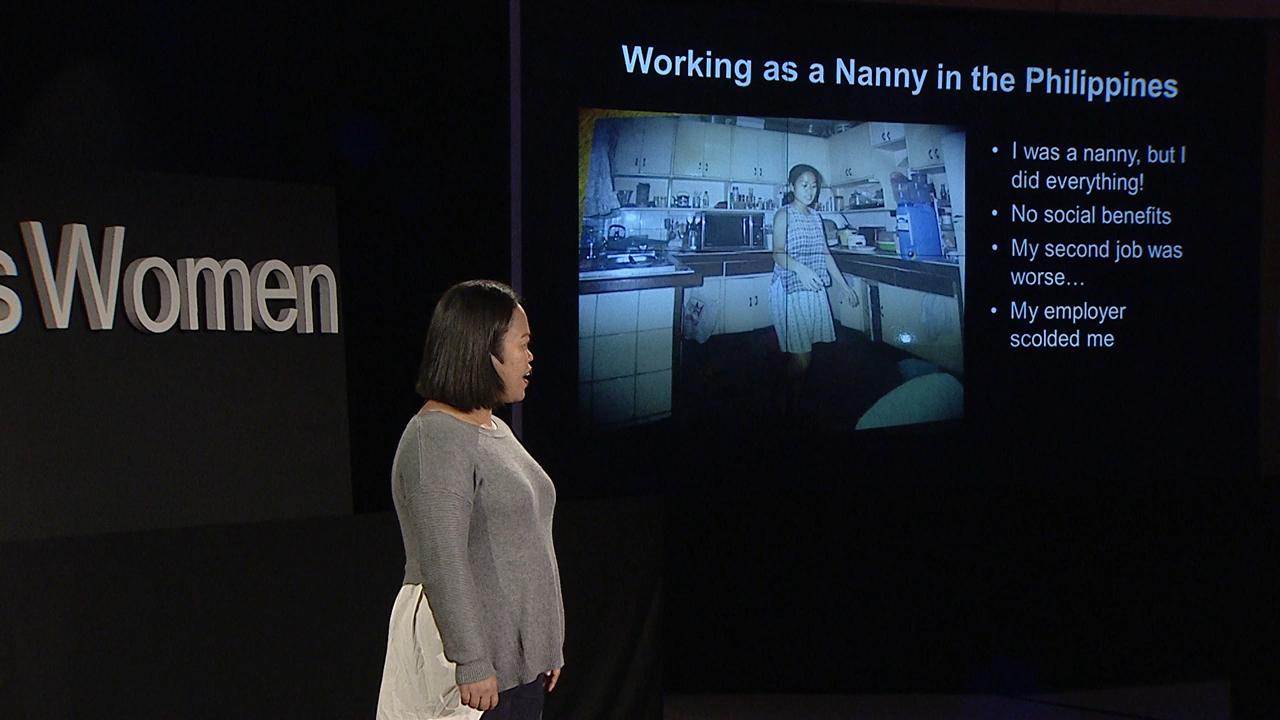 sWomen
Working as a Nanny in the Philippines
• I was a nanny, but I
did everything!
• No social benefits
• My second job was
worse…
• My employer
scolded me